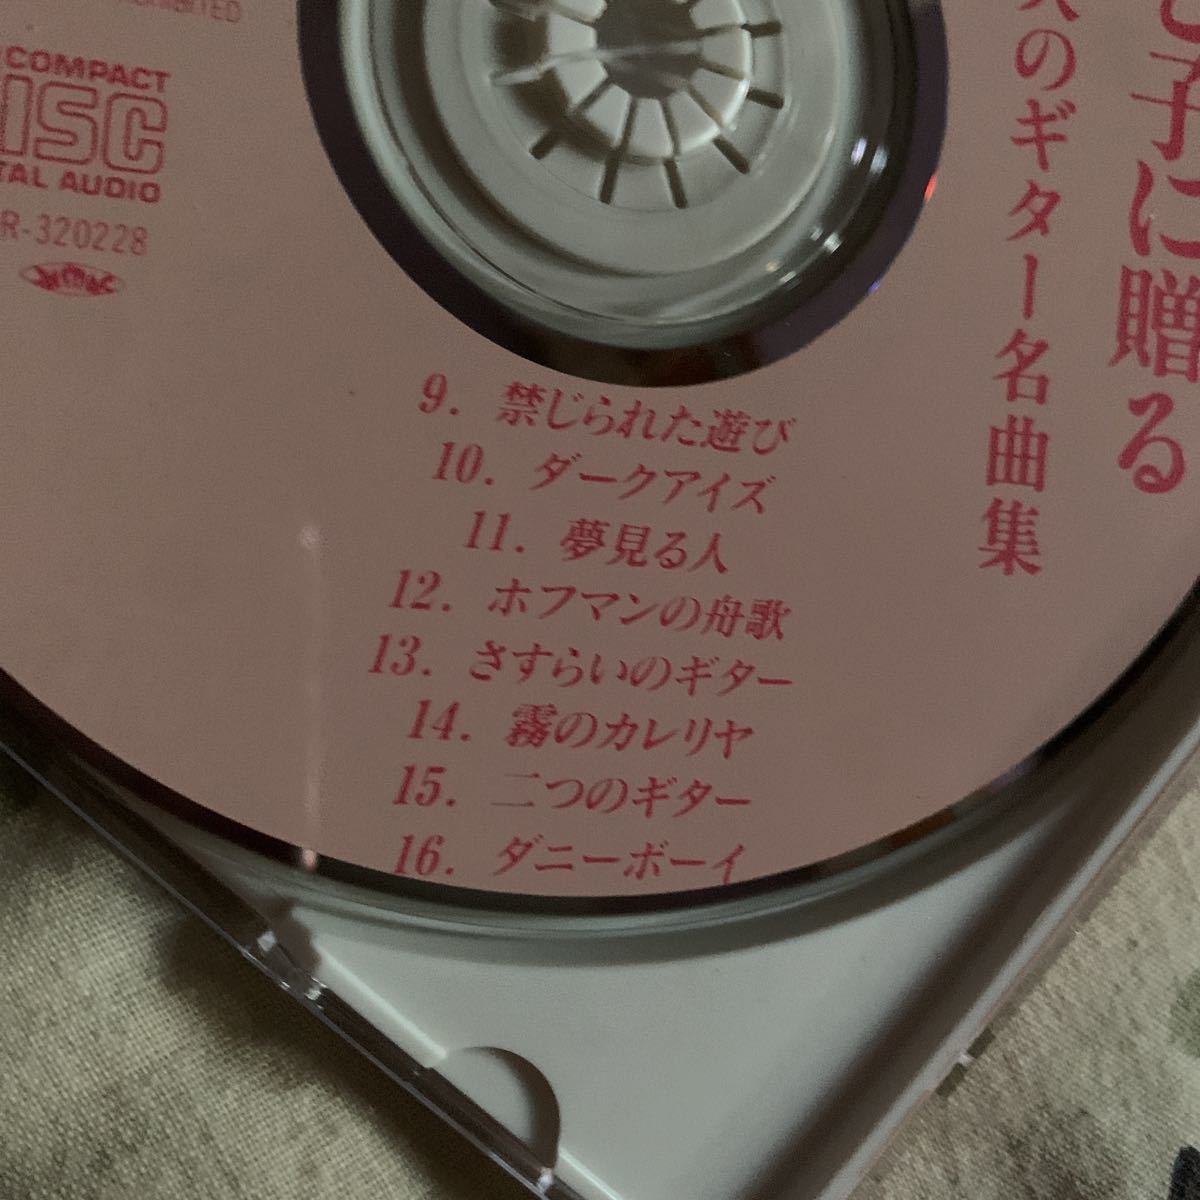 COMPACT
DISC
DIGITAL AUDIO
R-320228
子に贈る
のギター名曲集
9. 禁じられた遊び
10. ダークアイズ
11. 夢見る人
12. ホフマンの舟歌
13. さすらいのギター
14. 霧のカレリヤ
15. 二つのギター
16. ダニーボーイ